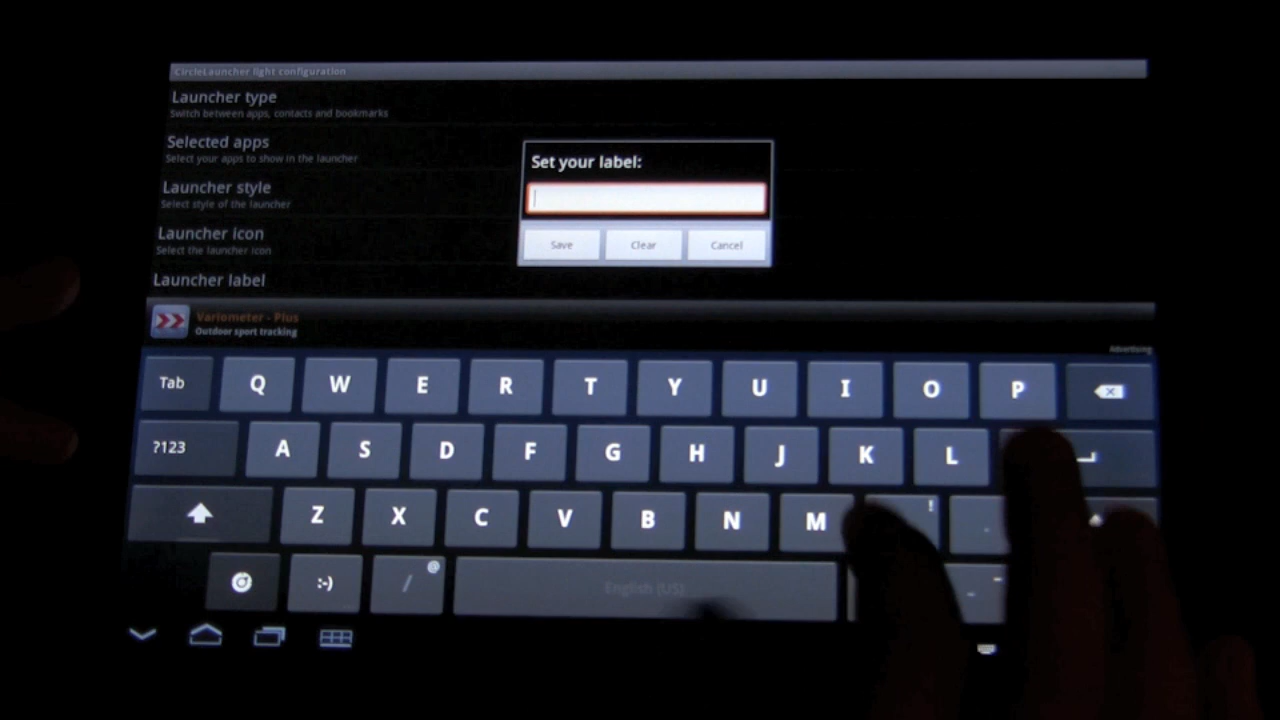 CircleLauncher light configuration
Launcher type
Switch between apps, contacts and bookmarks
Selected apps
Select your apps to show in the launcher
Launcher style
Select style of the launcher
Launcher icon
Select the launcher icon
Launcher label
Set your label:
Save Clear Cancel
Variometer - Plus
Outdoor sport tracking
Advertising
Tab Q W E R T Y U I O P
?123 A S D F G H J K L
Z X C V B N M ! .
:-) / @ English (US) - _